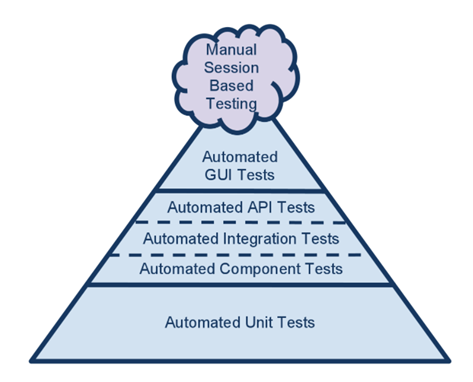 Manual
Session
Based
Testing
Automated
GUI Tests
Automated API Tests
Automated Integration Tests
Automated Component Tests
Automated Unit Tests